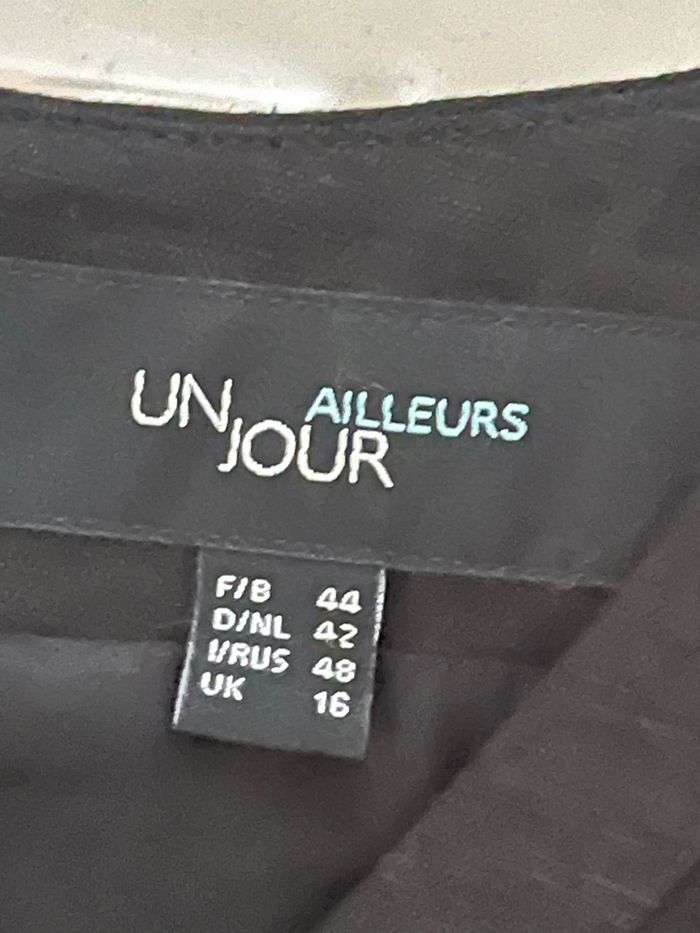 UN
AILLEURS
JOUR
F/B 44
D/NL 42
I/RUS 48
UK 16